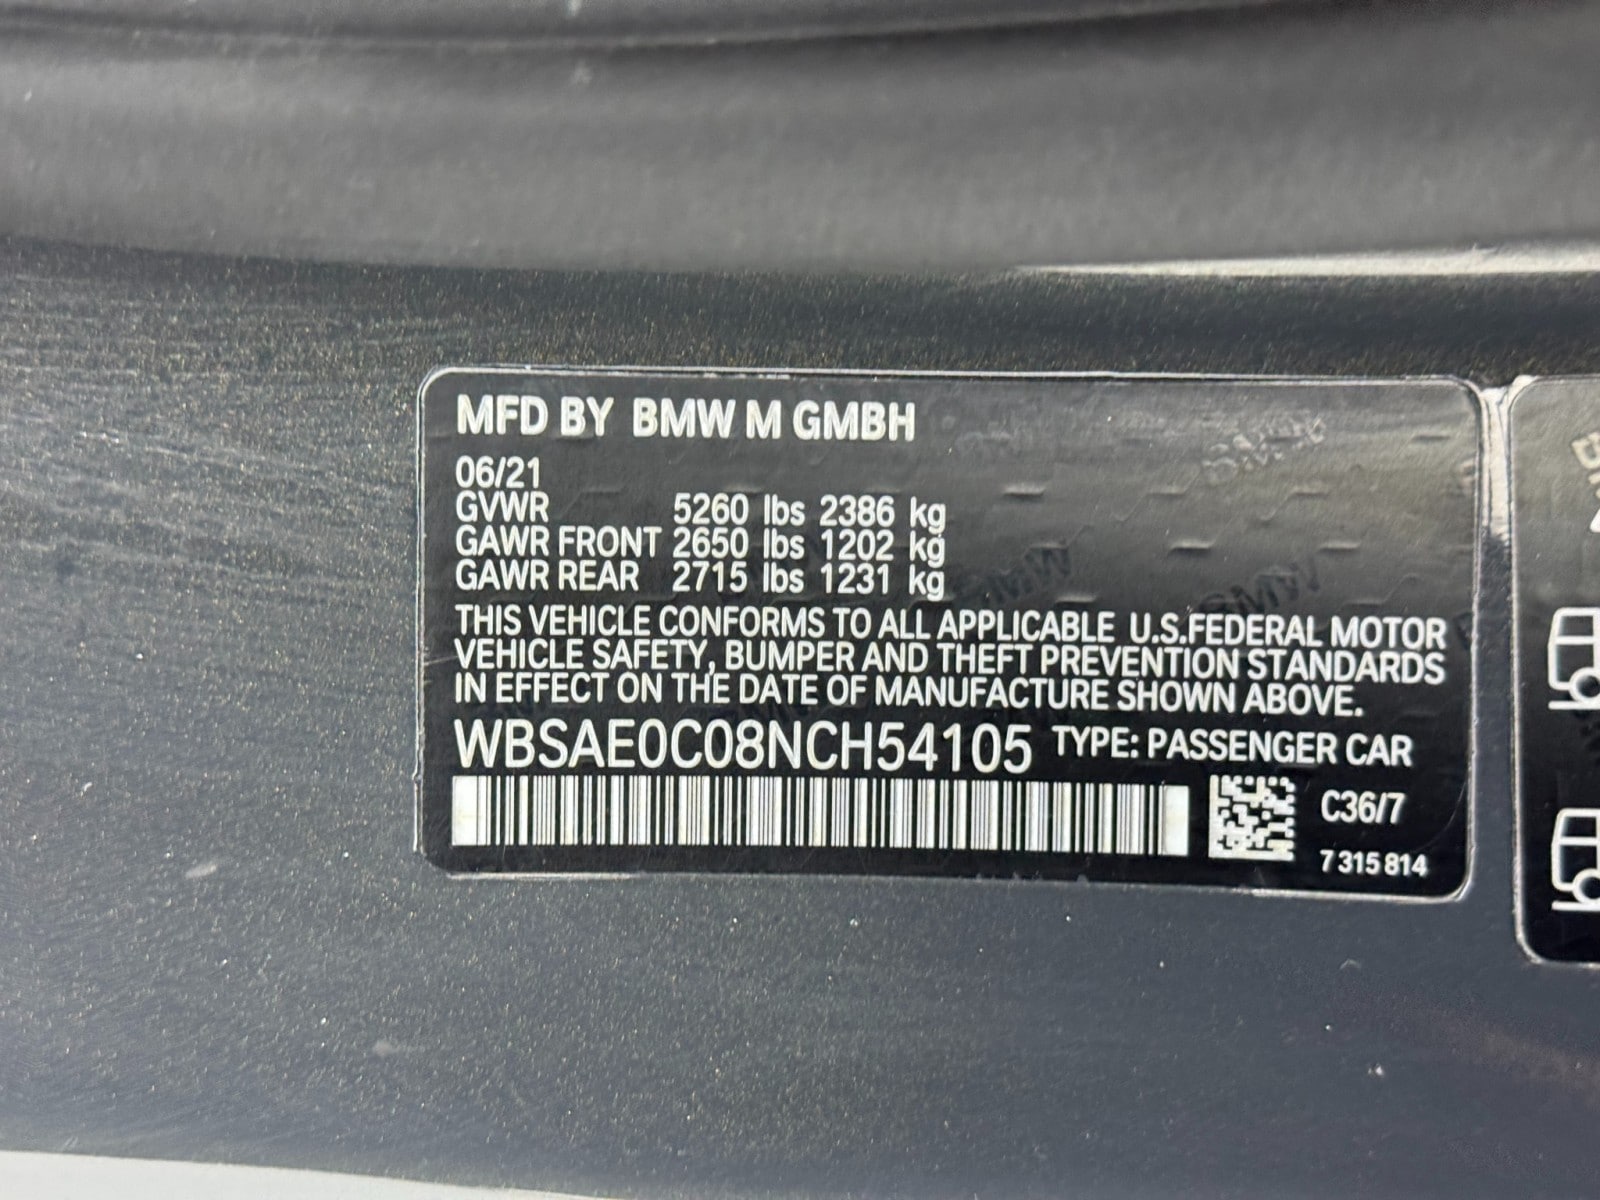 MFD BY BMW M GMBH
06/21
GVWR 5260 lbs 2386 kg
GAWR FRONT 2650 lbs 1202 kg
GAWR REAR 2715 lbs 1231 kg
THIS VEHICLE CONFORMS TO ALL APPLICABLE U.S.FEDERAL MOTOR
VEHICLE SAFETY, BUMPER AND THEFT PREVENTION STANDARDS
IN EFFECT ON THE DATE OF MANUFACTURE SHOWN ABOVE.
WBSAE0C08NCH54105 TYPE: PASSENGER CAR
C36/7
7 315 814